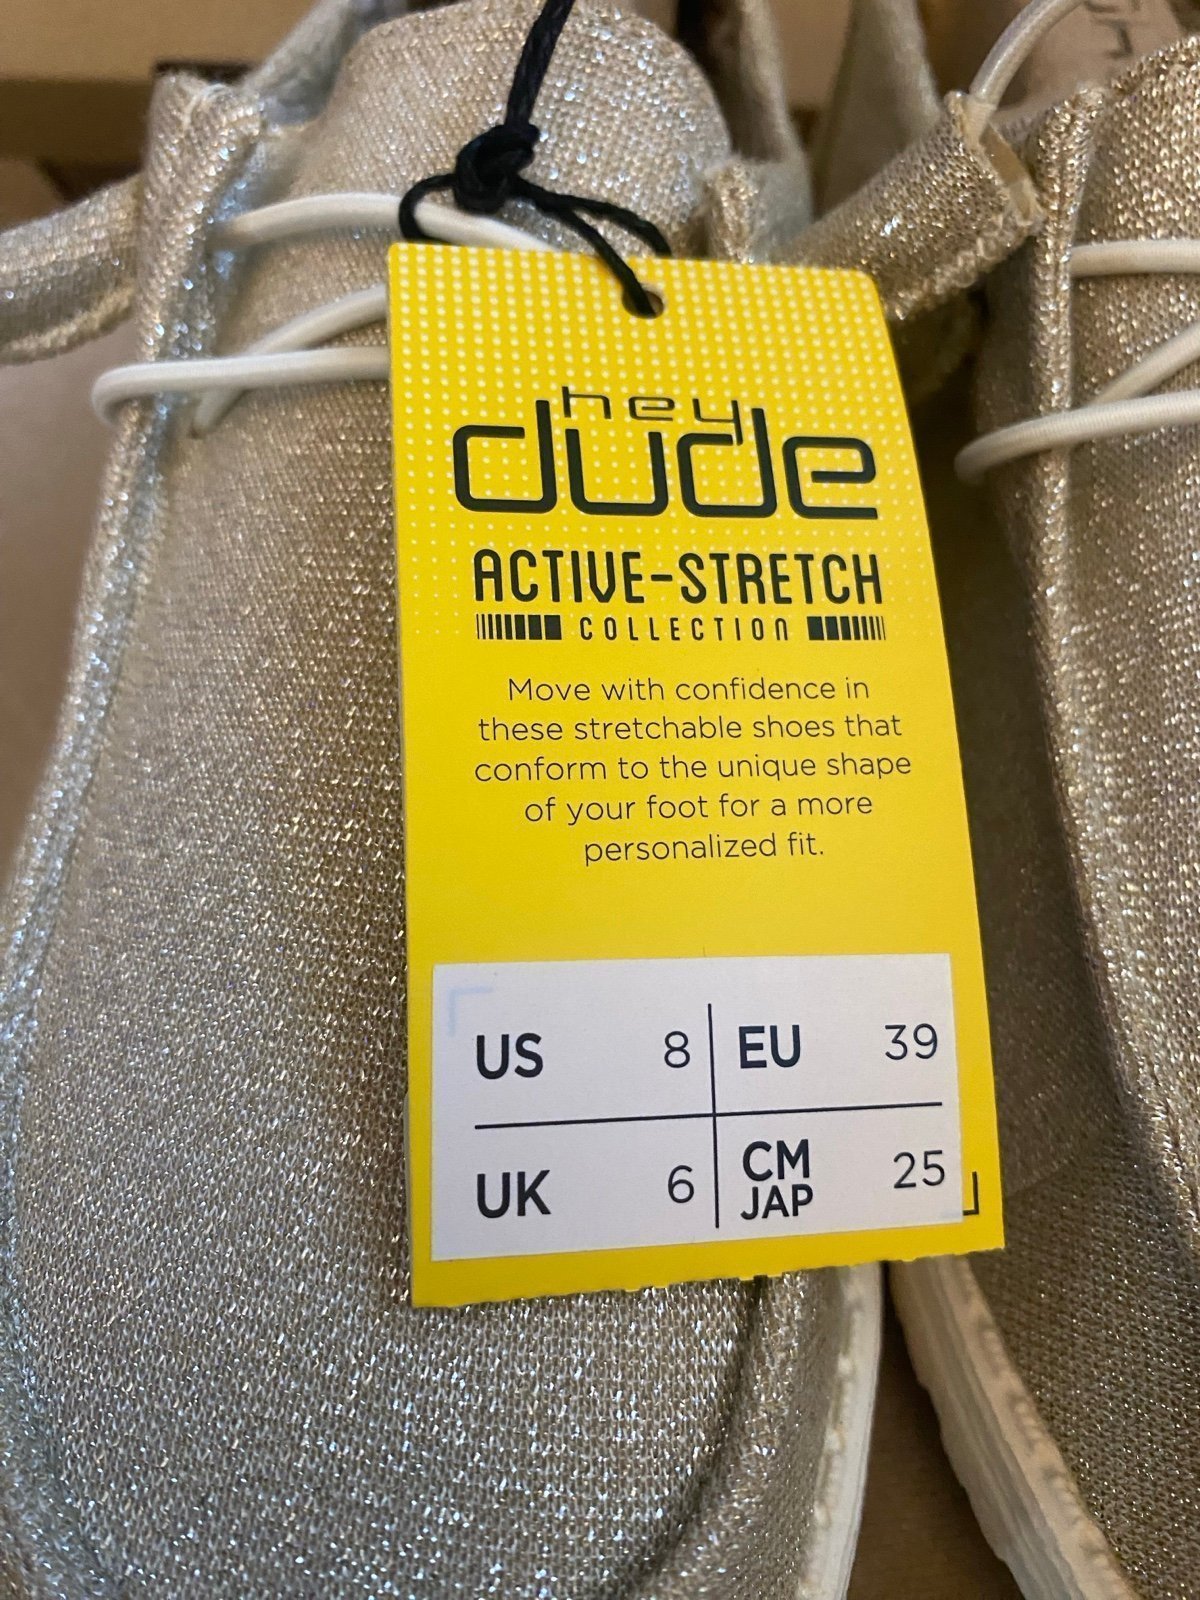 hey
dude
ACTIVE-STRETCH
COLLECTION
Move with confidence in
these stretchable shoes that
conform to the unique shape
of your foot for a more
personalized fit.
US 8 EU 39
UK 6 CM JAP 25